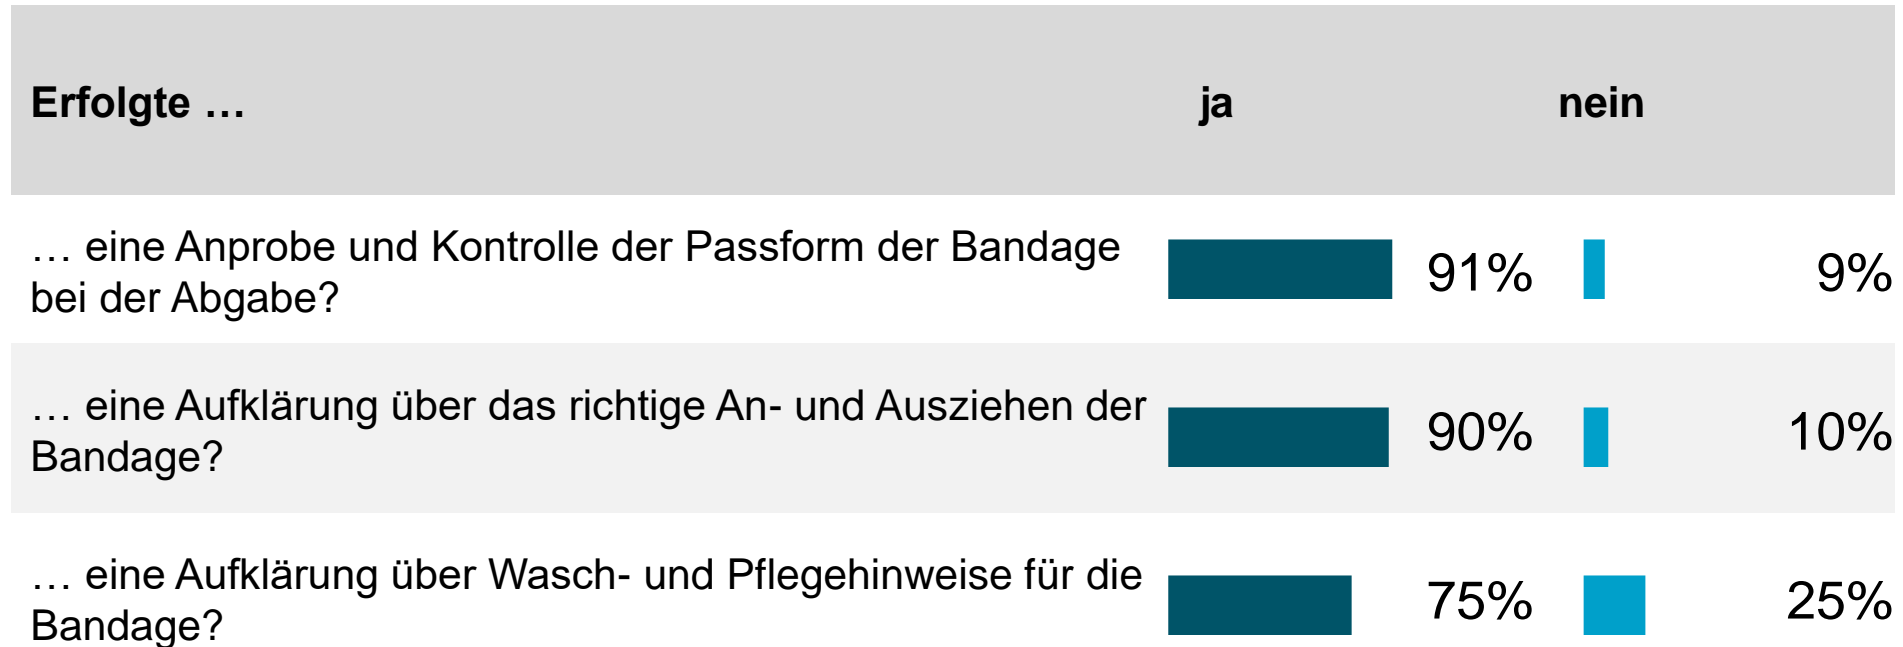 Erfolgte … ja nein
… eine Anprobe und Kontrolle der Passform der Bandage
bei der Abgabe?
91% 9%
… eine Aufklärung über das richtige An- und Ausziehen der
Bandage?
90% 10%
… eine Aufklärung über Wasch- und Pflegehinweise für die
Bandage?
75% 25%